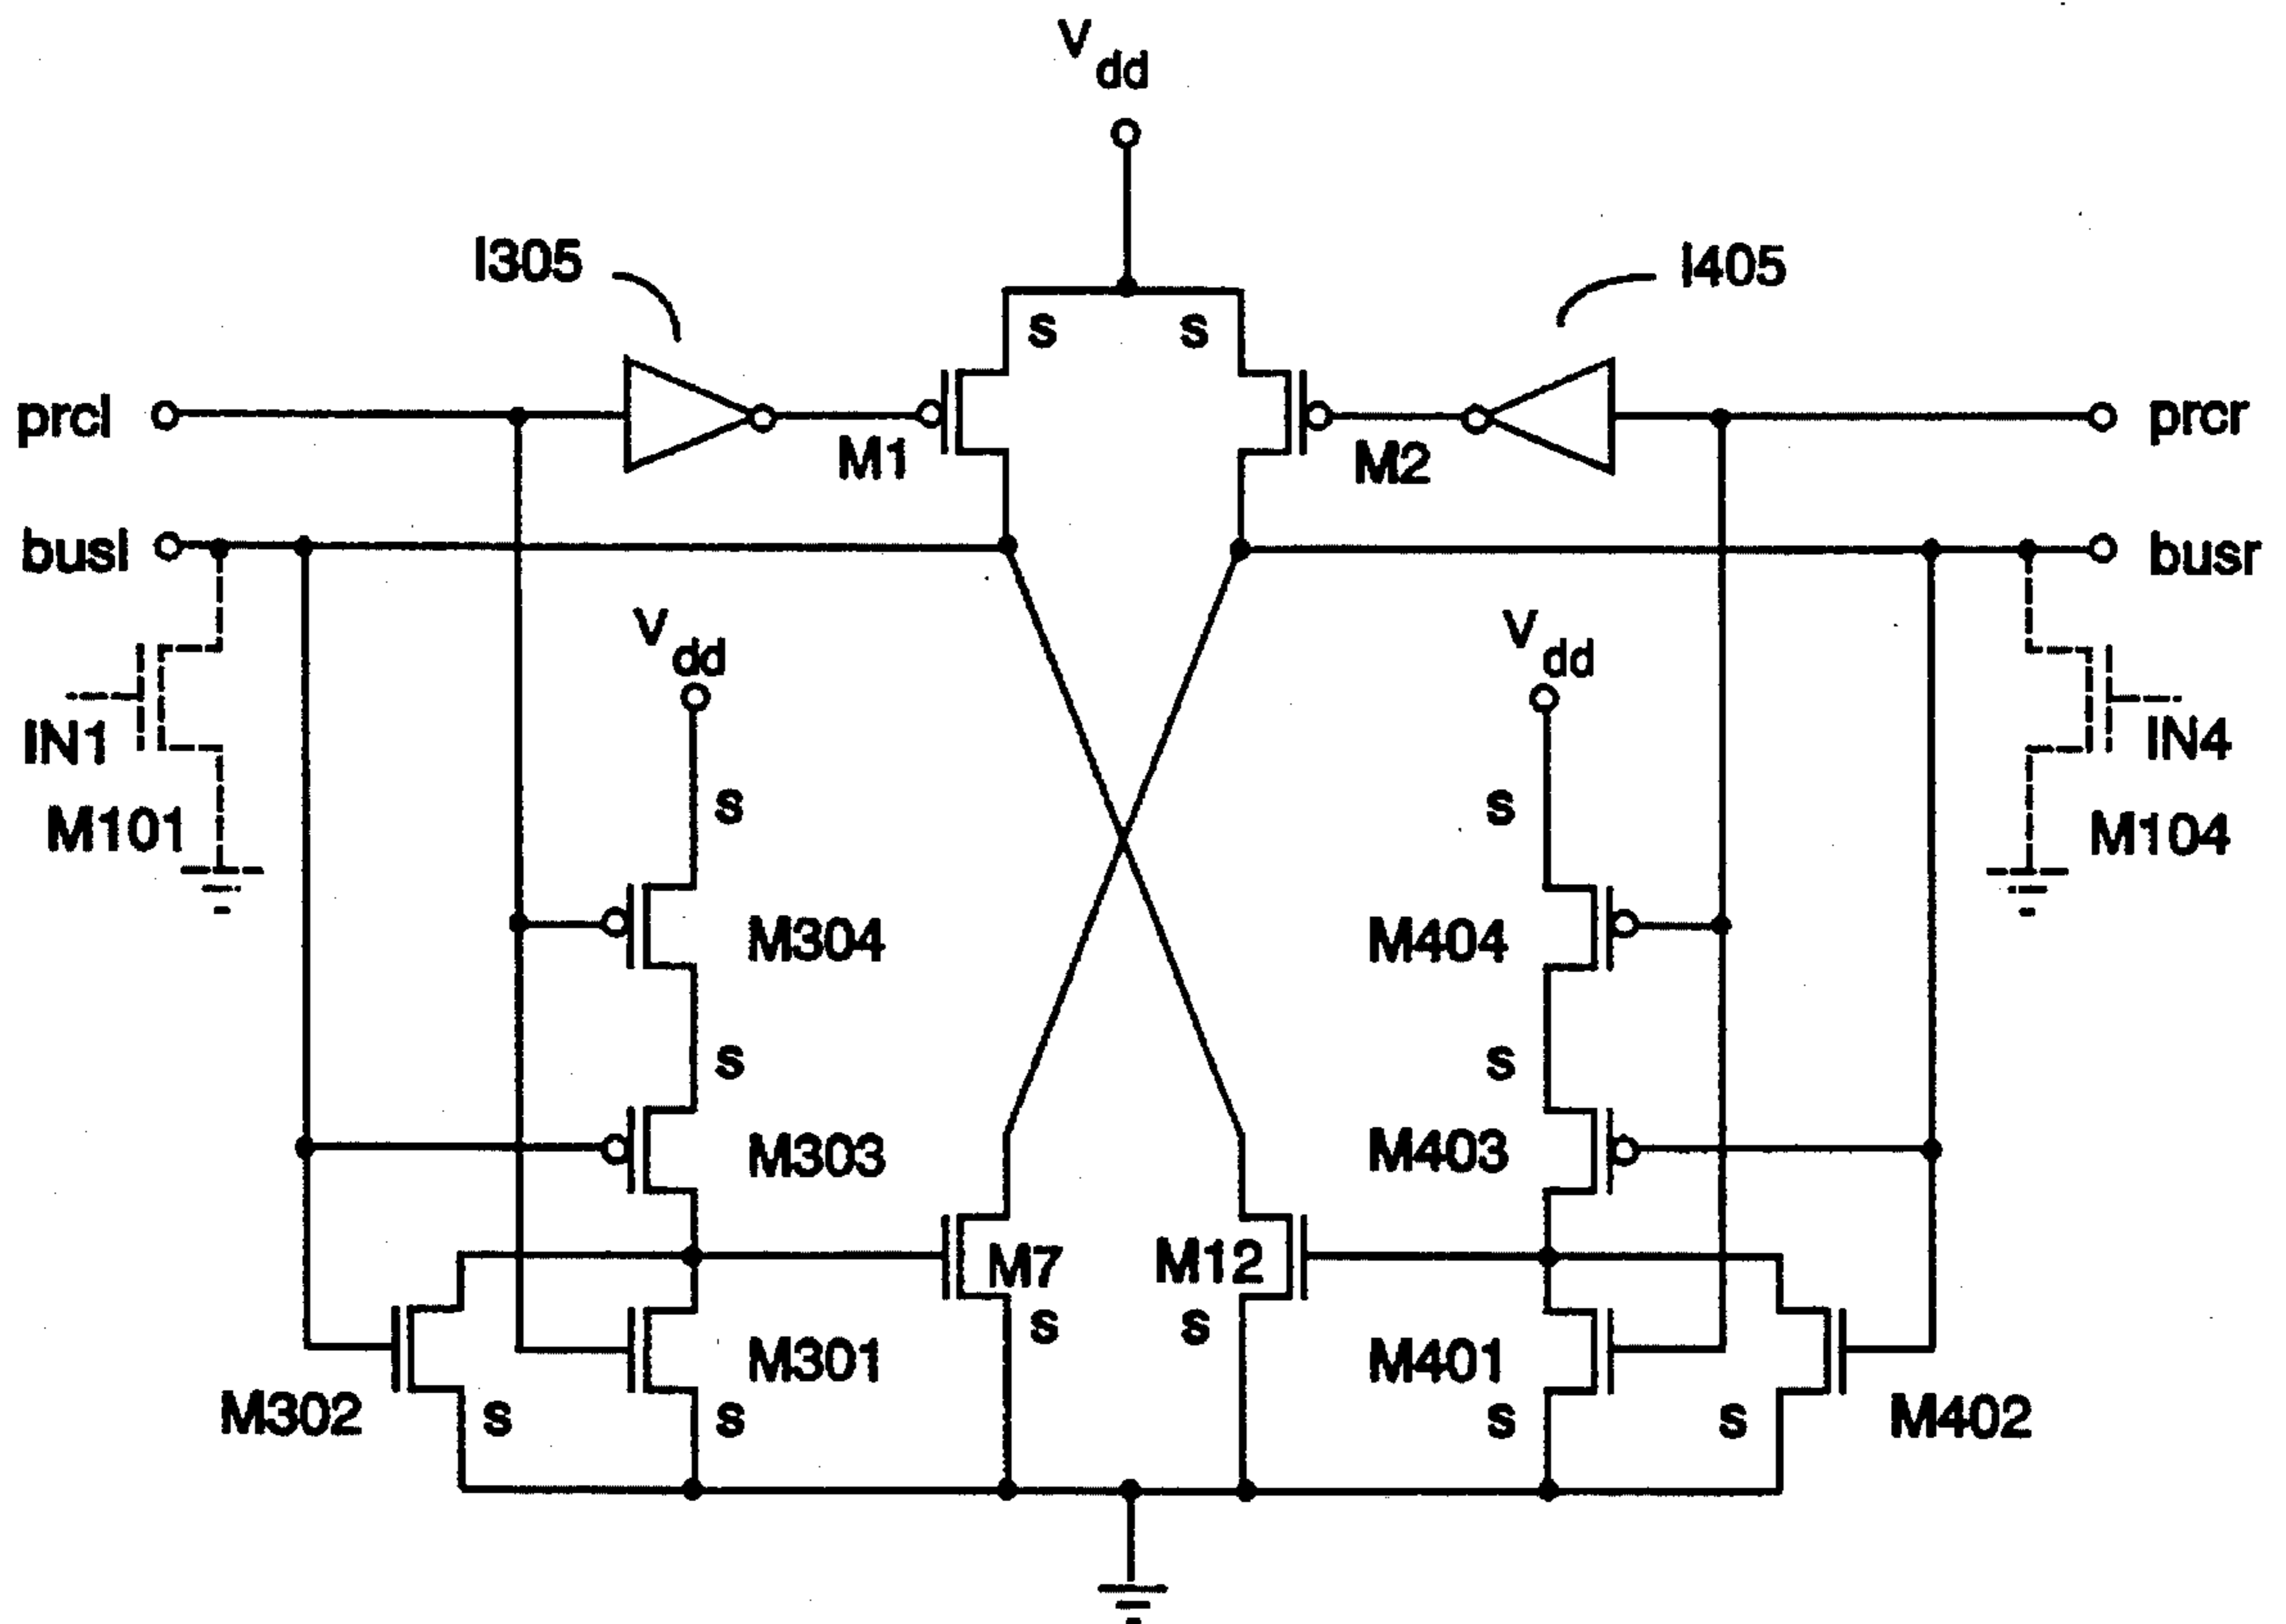 Vdd
I305
I405
s
s
prcl
M1
M2
prcr
busl
busr
Vdd
Vdd
IN1
IN4
M101
s
s
M104
M304
M404
s
s
M303
M403
M7
M12
s
s
M301
M401
M302
s
s
s
s
M402